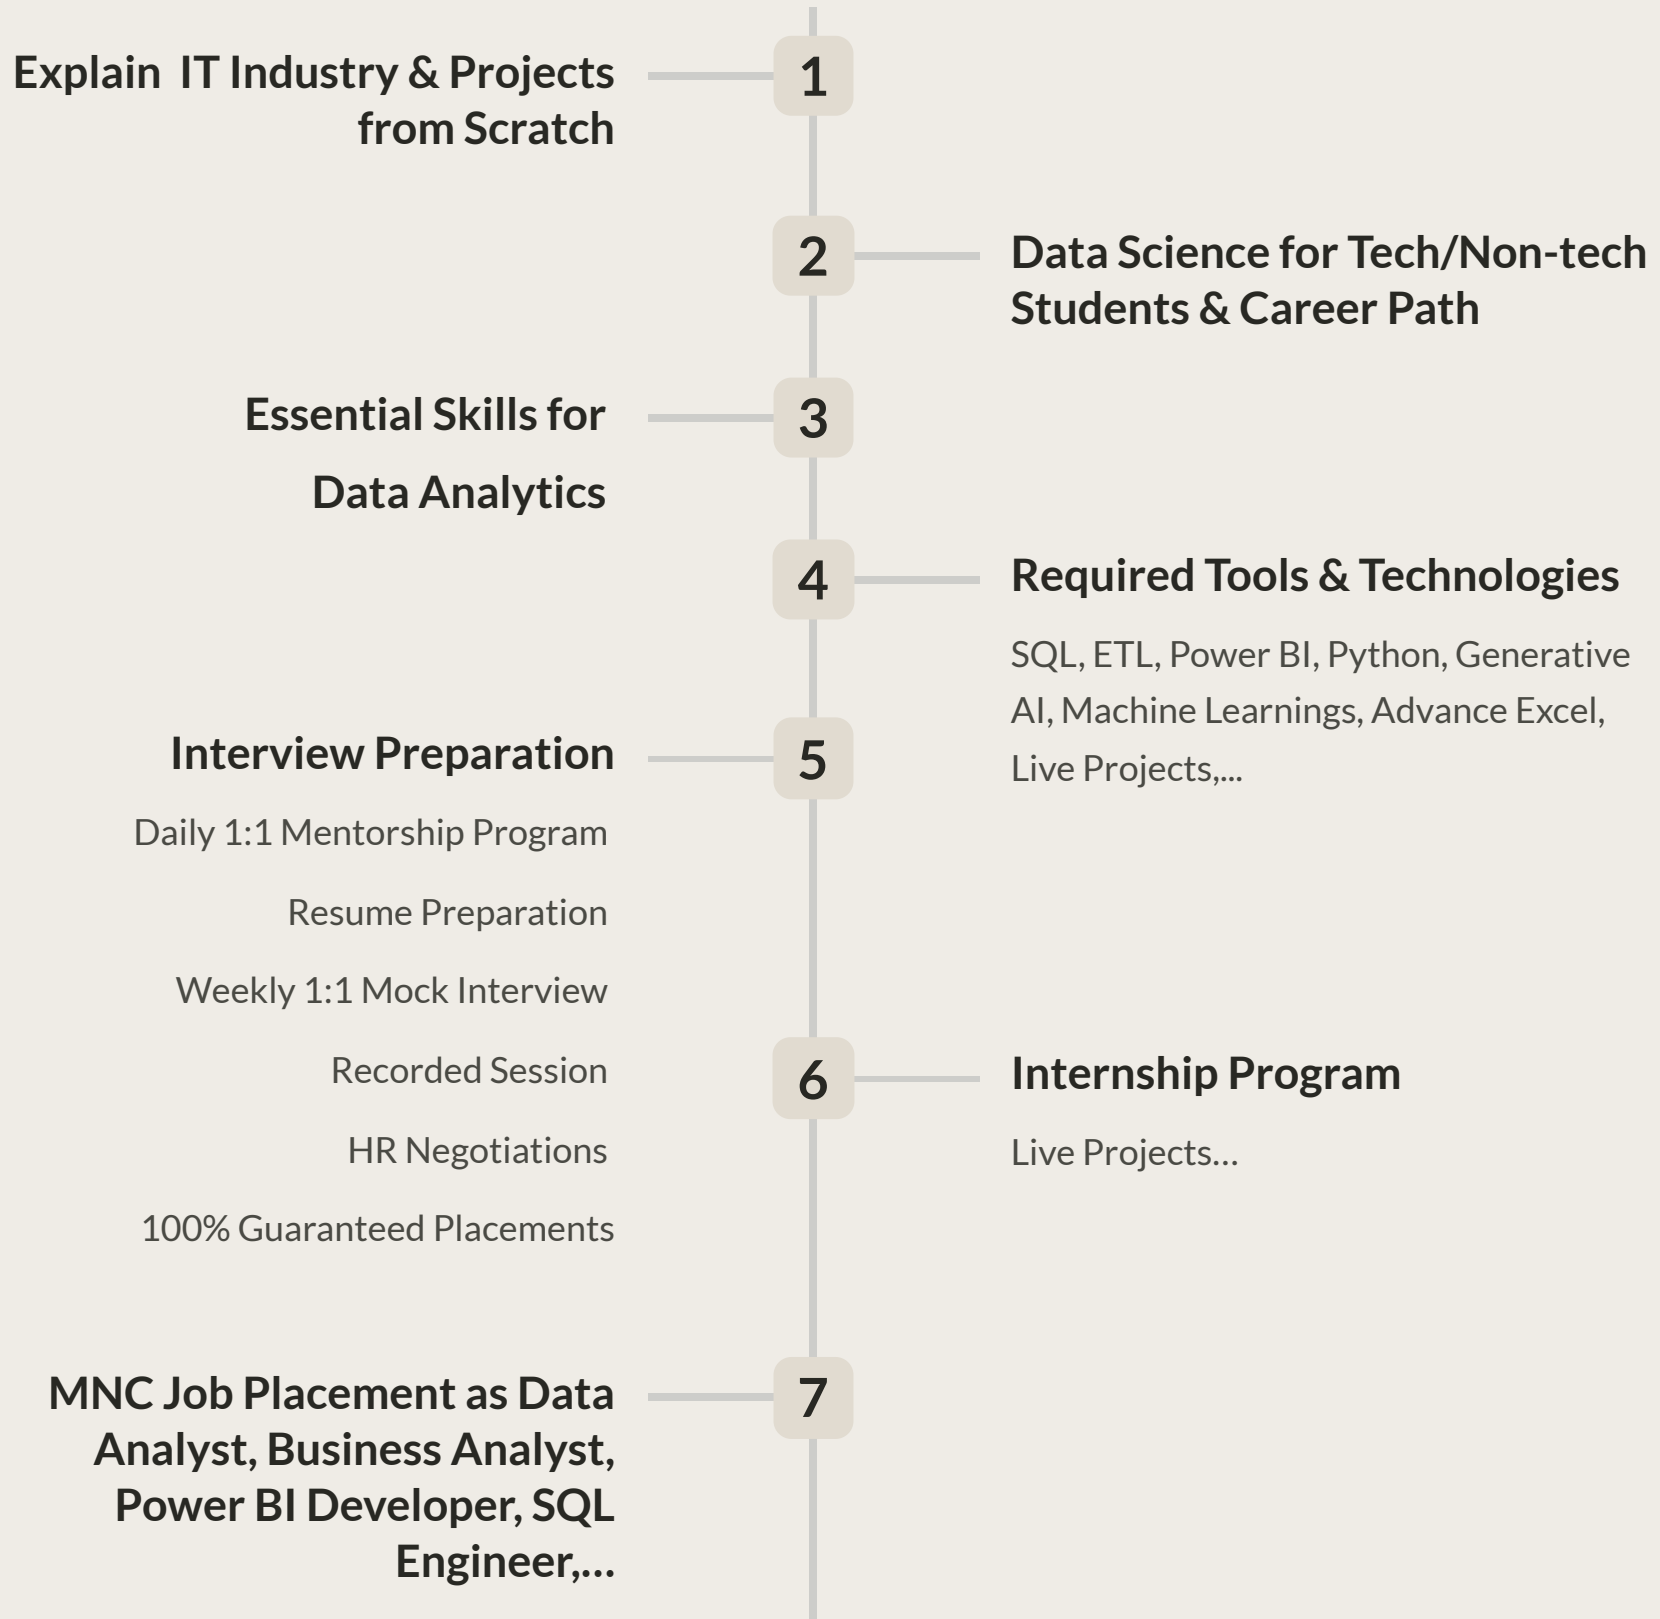 Explain  IT Industry & Projects
from Scratch
1
2
Data Science for Tech/Non-tech
Students & Career Path
Essential Skills for
Data Analytics
3
4
Required Tools & Technologies
SQL, ETL, Power BI, Python, Generative
AI, Machine Learnings, Advance Excel,
Live Projects,...
Interview Preparation
5
Daily 1:1 Mentorship Program
Resume Preparation
Weekly 1:1 Mock Interview
Recorded Session
HR Negotiations
100% Guaranteed Placements
6
Internship Program
Live Projects...
MNC Job Placement as Data
Analyst, Business Analyst,
Power BI Developer, SQL
Engineer,...
7